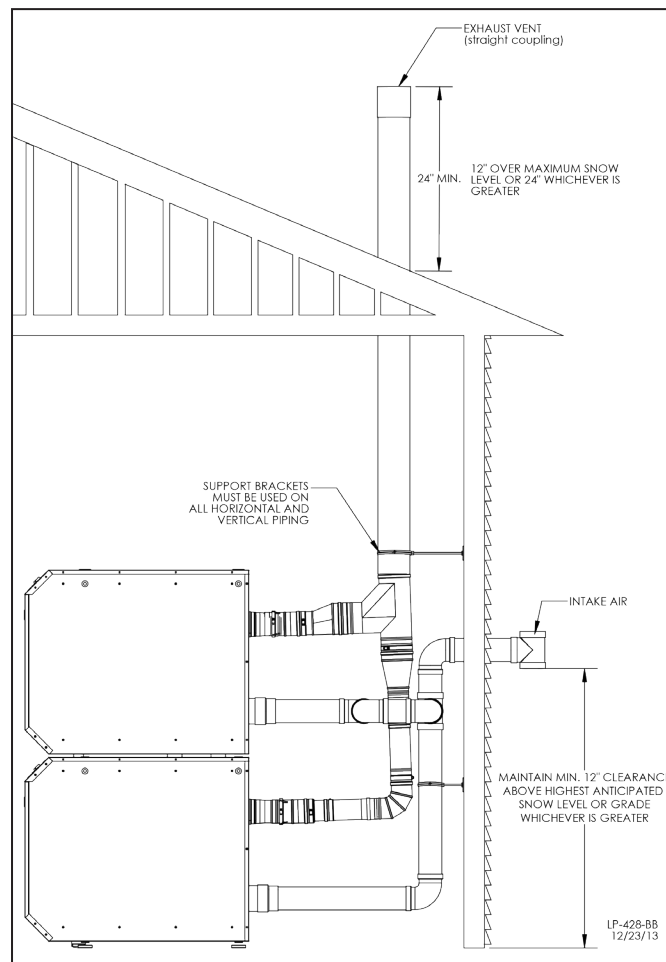 EXHAUST VENT
(straight coupling)
24" MIN.
12" OVER MAXIMUM SNOW
LEVEL OR 24" WHICHEVER IS
GREATER
SUPPORT BRACKETS
MUST BE USED ON
ALL HORIZONTAL AND
VERTICAL PIPING
INTAKE AIR
MAINTAIN MIN. 12" CLEARANCE
ABOVE HIGHEST ANTICIPATED
SNOW LEVEL OR GRADE
WHICHEVER IS GREATER
LP-428-BB
12/23/13